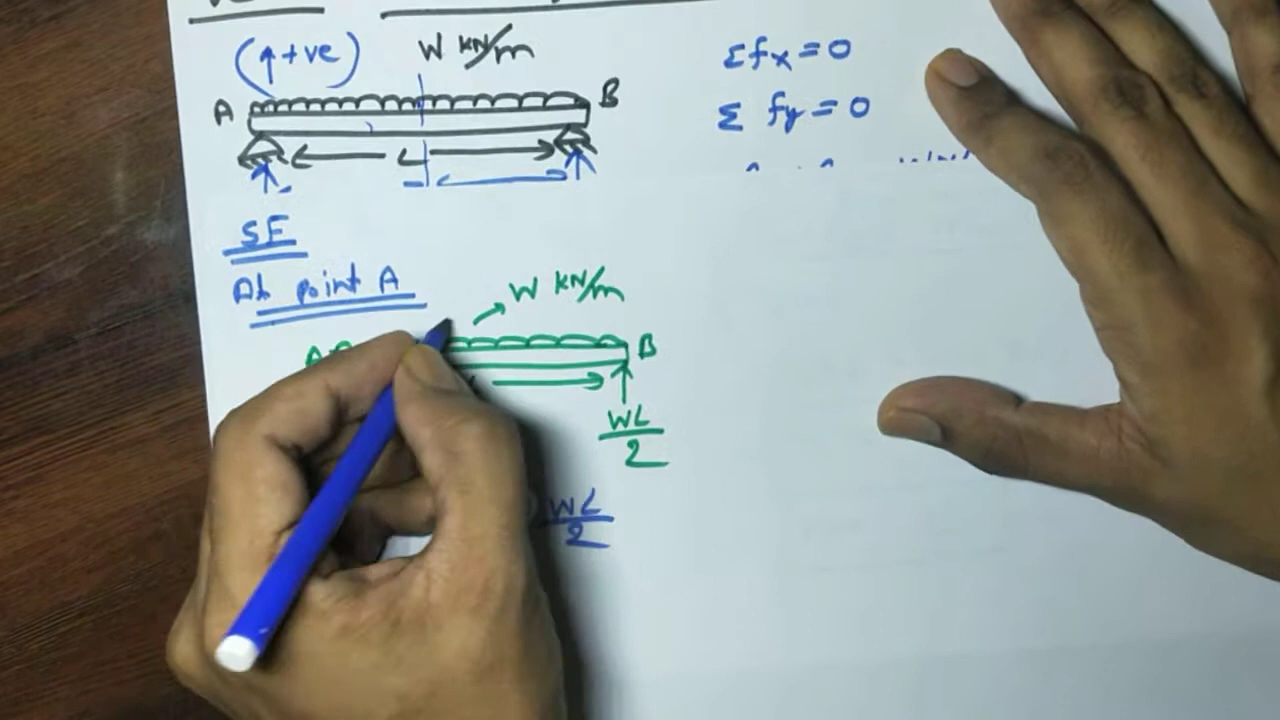 (↑+ve) W kN/m
A B
L
Σfx = 0
Σ fy = 0
SF
At point A
W kN/m
B
WL/2
WL/2